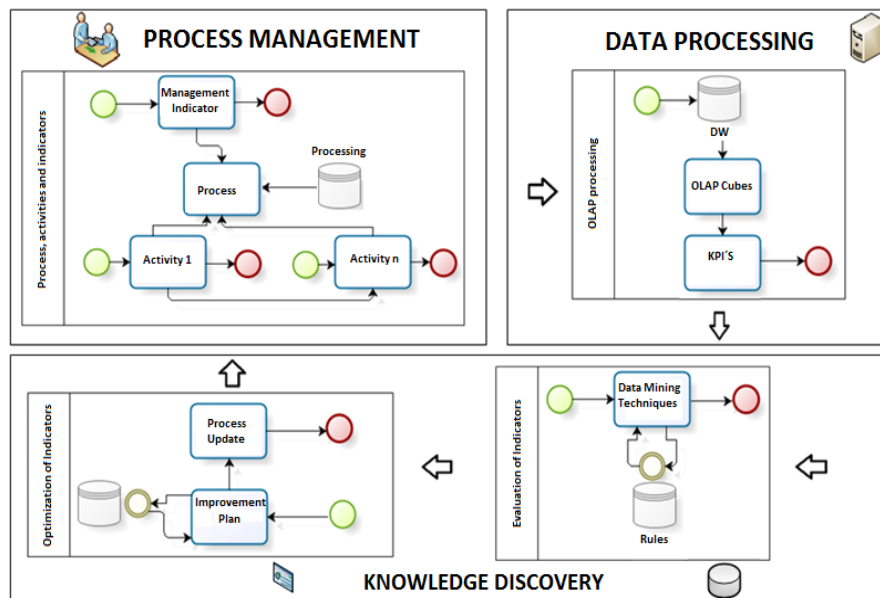 PROCESS MANAGEMENT
Process, activities and indicators
Management
Indicator
Processing
Process
Activity 1
Activity n
DATA PROCESSING
OLAP processing
DW
OLAP Cubes
KPI´S
Optimization of Indicators
Process
Update
Improvement
Plan
Evaluation of Indicators
Data Mining
Techniques
Rules
KNOWLEDGE DISCOVERY